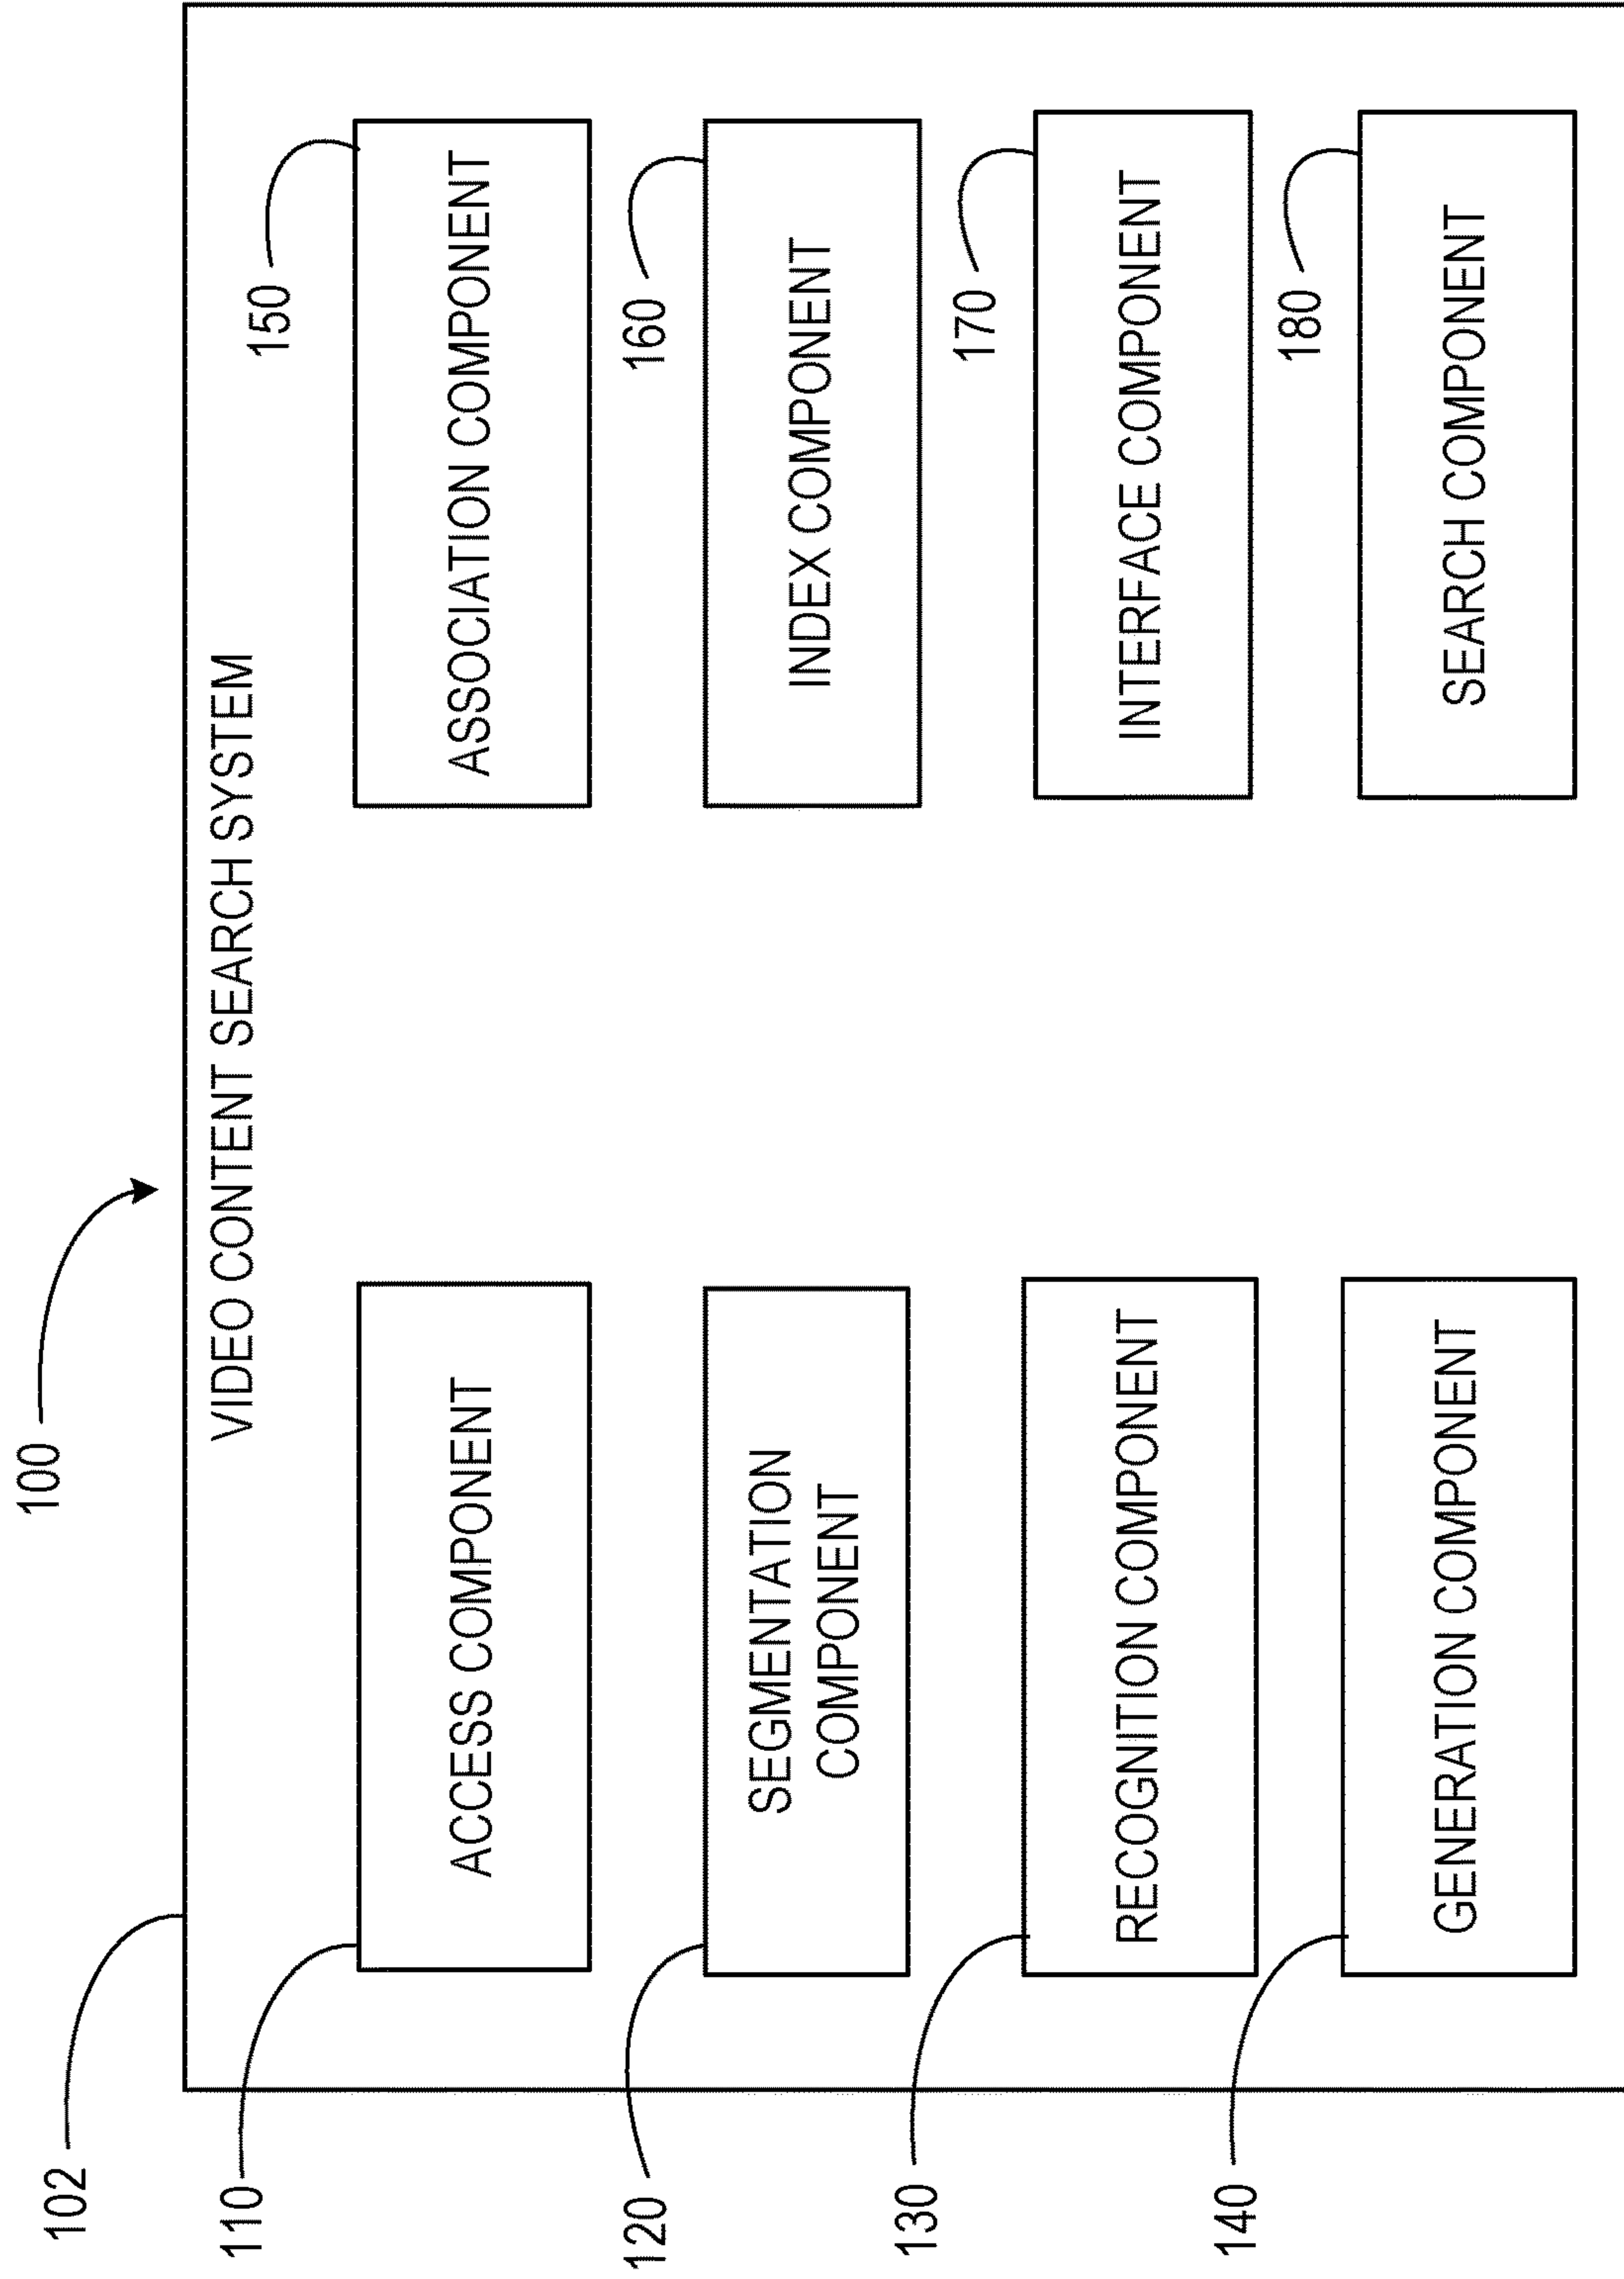 100
102
VIDEO CONTENT SEARCH SYSTEM
110
ACCESS COMPONENT
150
ASSOCIATION COMPONENT
120
SEGMENTATION
COMPONENT
160
INDEX COMPONENT
130
RECOGNITION COMPONENT
170
INTERFACE COMPONENT
140
GENERATION COMPONENT
180
SEARCH COMPONENT